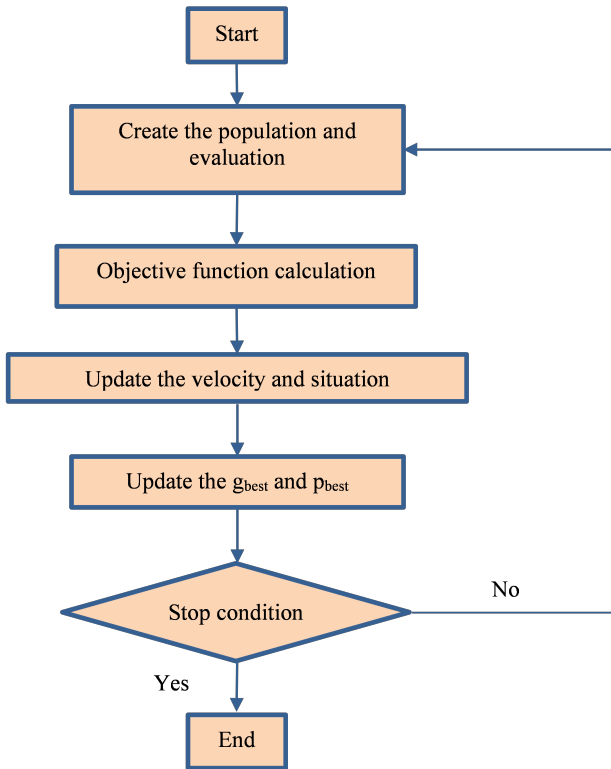 Start
Create the population and
evaluation
Objective function calculation
Update the velocity and situation
Update the gbest and pbest
Stop condition
No
Yes
End